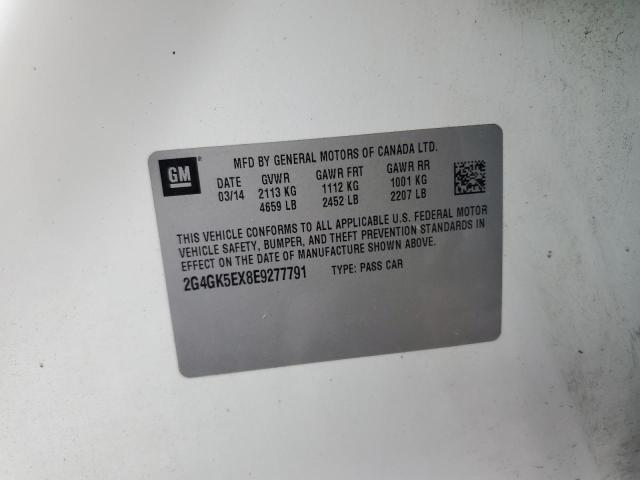 GM ®
MFD BY GENERAL MOTORS OF CANADA LTD.
DATE GVWR GAWR FRT GAWR RR
03/14 2113 KG 1112 KG 1001 KG
4659 LB 2452 LB 2207 LB
THIS VEHICLE CONFORMS TO ALL APPLICABLE U.S. FEDERAL MOTOR
VEHICLE SAFETY, BUMPER, AND THEFT PREVENTION STANDARDS IN
EFFECT ON THE DATE OF MANUFACTURE SHOWN ABOVE.
2G4GK5EX8E9277791 TYPE: PASS CAR